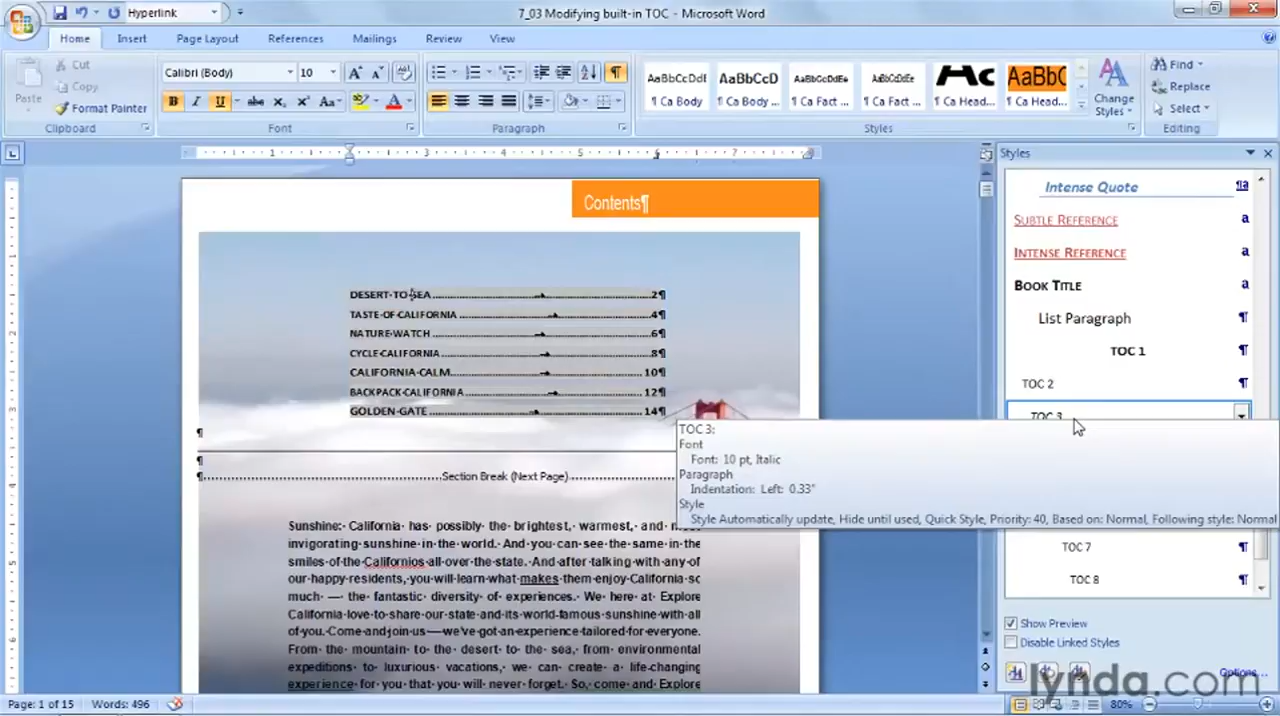 Hyperlink
7_03 Modifying built-in TOC - Microsoft Word
Home Insert Page Layout References Mailings Review View
Paste
Cut
Copy
Format Painter
Clipboard
Calibri (Body) 10
Font
Paragraph
AaBbCcDdI AaBbCcD AaBbCcDdEe AaBbCcDdEe AaBbC
¶ Ca Body ¶ Ca Body ... ¶ Ca Fact ... ¶ Ca Fact ... ¶ Ca Head... ¶ Ca Head...
Change Styles
Styles
Find
Replace
Select
Editing
1 3 4 5 6 7
Contents¶
DESERT·TO·SEA 2¶
TASTE·OF·CALIFORNIA 4¶
NATURE·WATCH 6¶
CYCLE·CALIFORNIA 8¶
CALIFORNIA·CALM 10¶
BACKPACK·CALIFORNIA 12¶
GOLDEN·GATE 14¶
¶
¶
¶ Section Break (Next Page)
Sunshine: California has possibly the brightest, warmest, and
invigorating sunshine in the world. And you can see the same in the
smiles of the Californios all over the state. And after talking with any of
our happy residents, you will learn what makes them enjoy California so
much — the fantastic diversity of experiences. We here at Explore
California love to share our state and its world-famous sunshine with all
of you. Come and join us — we've got an experience tailored for everyone.
From the mountain to the desert to the sea, from environmental
expeditions to luxurious vacations, we can create a life-changing
experience for you that you will never forget. So, come and Explore
Styles
Intense Quote
SUBTLE REFERENCE
INTENSE REFERENCE
BOOK TITLE
List Paragraph
TOC 1
TOC 2
TOC 3
TOC 3:
Font
Font: 10 pt, Italic
Paragraph
Indentation: Left: 0.33"
Style
Style Automatically update, Hide until used, Quick Style, Priority: 40, Based on: Normal, Following style: Normal
TOC 7
TOC 8
Show Preview
Disable Linked Styles
Options...
lynda.com
Page: 1 of 15 Words: 496 80%